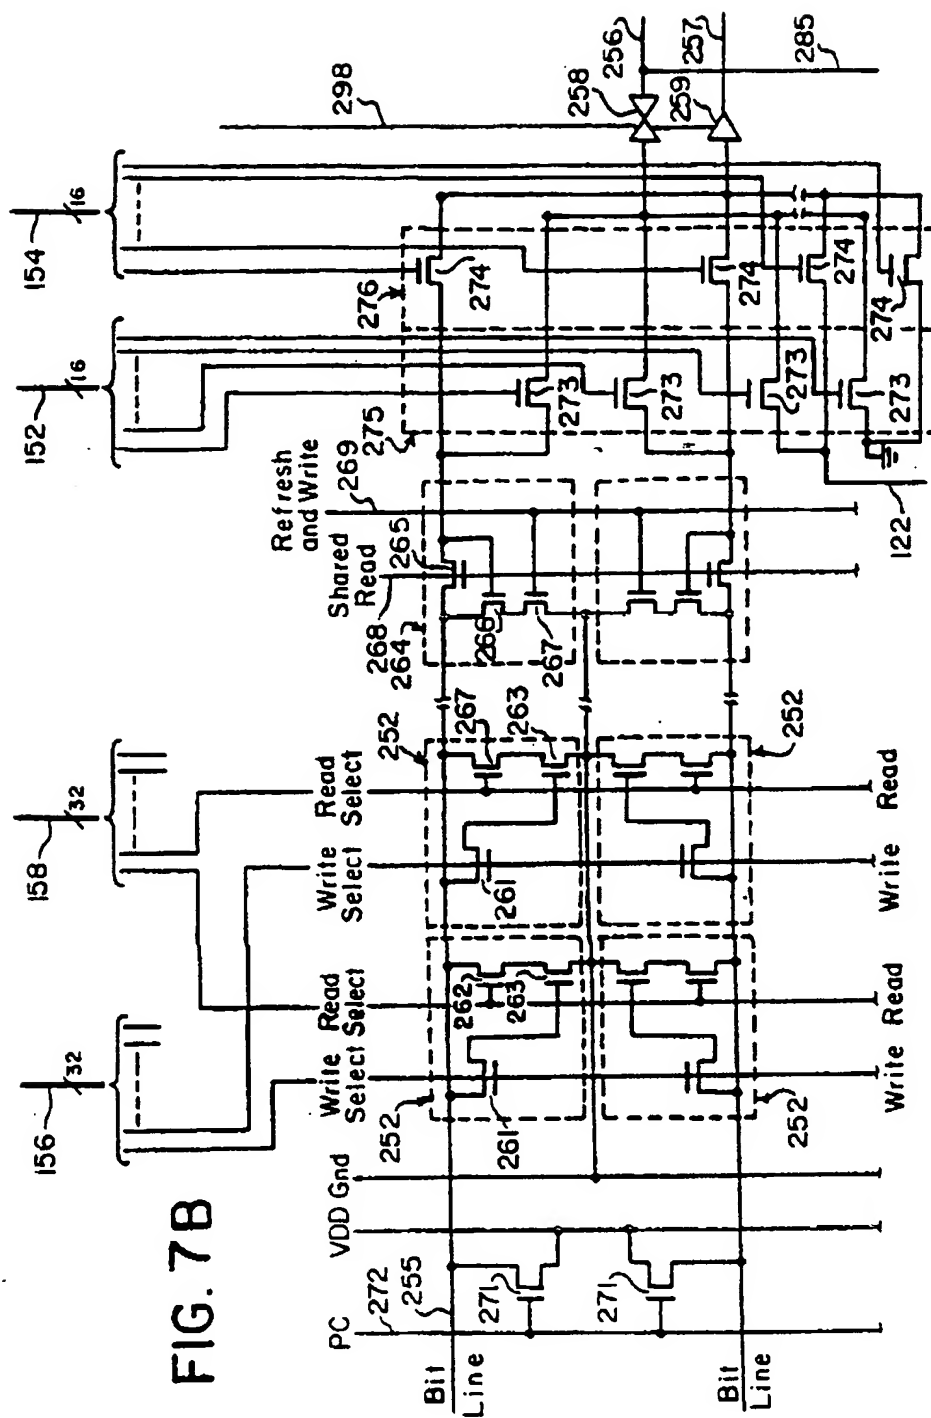 FIG. 7B
156
32
158
32
152
16
154
16
298
PC
VDD
Gnd
Write
Select
Read
Select
Write
Select
Read
Select
Shared
Read
Refresh
and Write
272
255
271
271
252
261
262
263
252
252
261
267
263
252
268
264
265
266
267
269
275
276
273
273
273
273
274
274
274
274
258
259
256
257
285
122
Bit
Line
Bit
Line
Write
Read
Write
Read